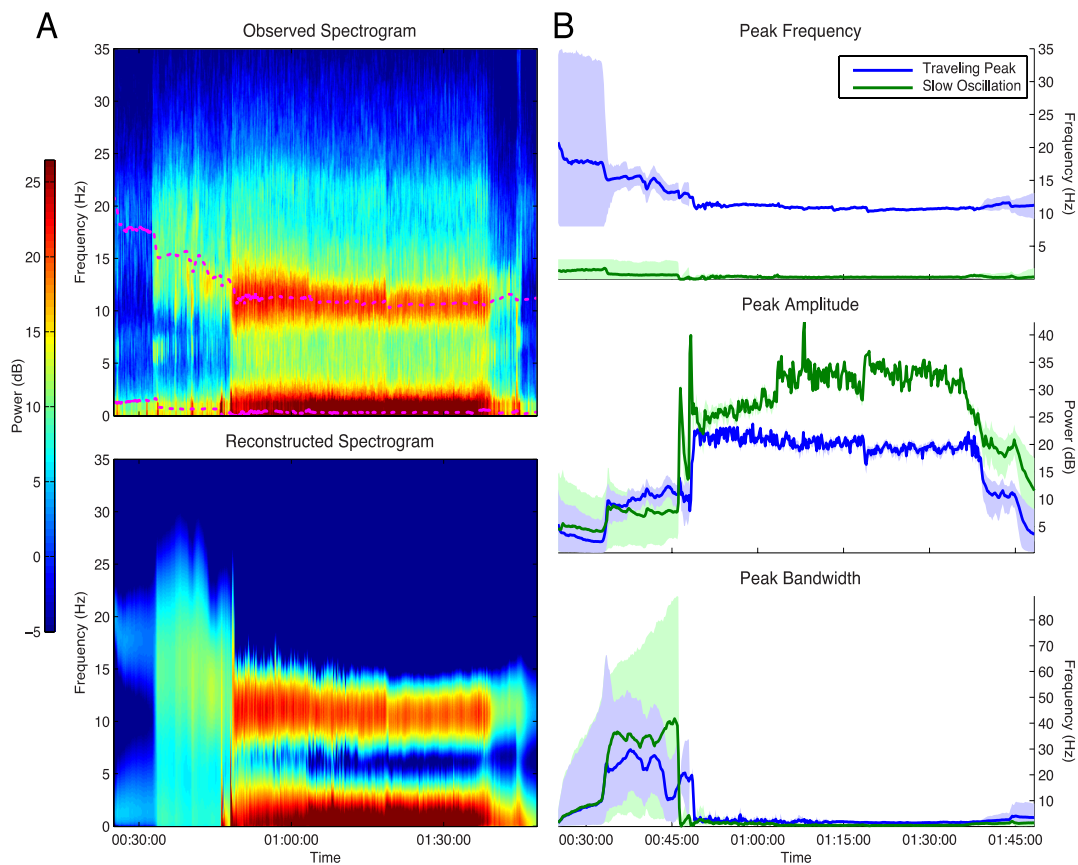 A
Observed Spectrogram
35
30
25
20
15
10
5
0
Frequency (Hz)
25
20
15
10
5
0
−5
Power (dB)
Reconstructed Spectrogram
35
30
25
20
15
10
5
0
Frequency (Hz)
00:30:00 01:00:00 01:30:00
Time
B
Peak Frequency
Traveling Peak
Slow Oscillation
35
30
25
20
15
10
5
Frequency (Hz)
Peak Amplitude
40
35
30
25
20
15
10
5
Power (dB)
Peak Bandwidth
80
70
60
50
40
30
20
10
Frequency (Hz)
00:30:00 00:45:00 01:00:00 01:15:00 01:30:00 01:45:00
Time